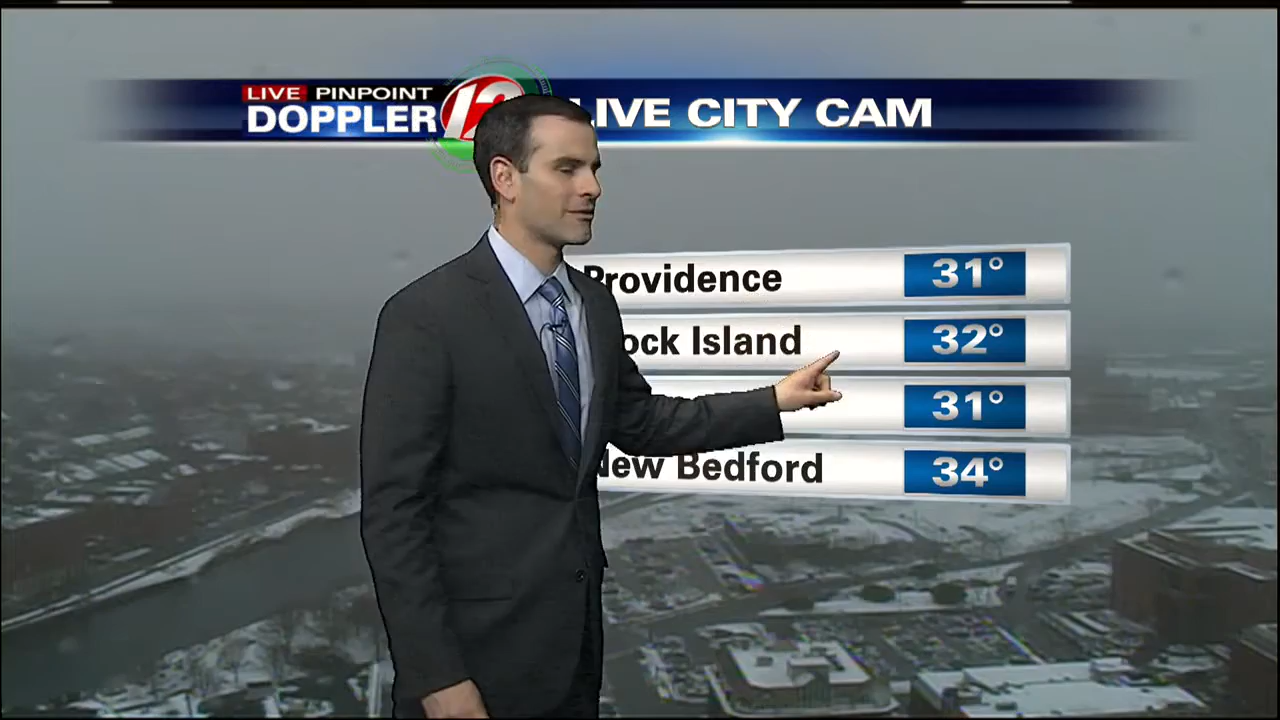 LIVE PINPOINT
DOPPLER 12 LIVE CITY CAM
Providence 31°
ock Island 32°
31°
New Bedford 34°